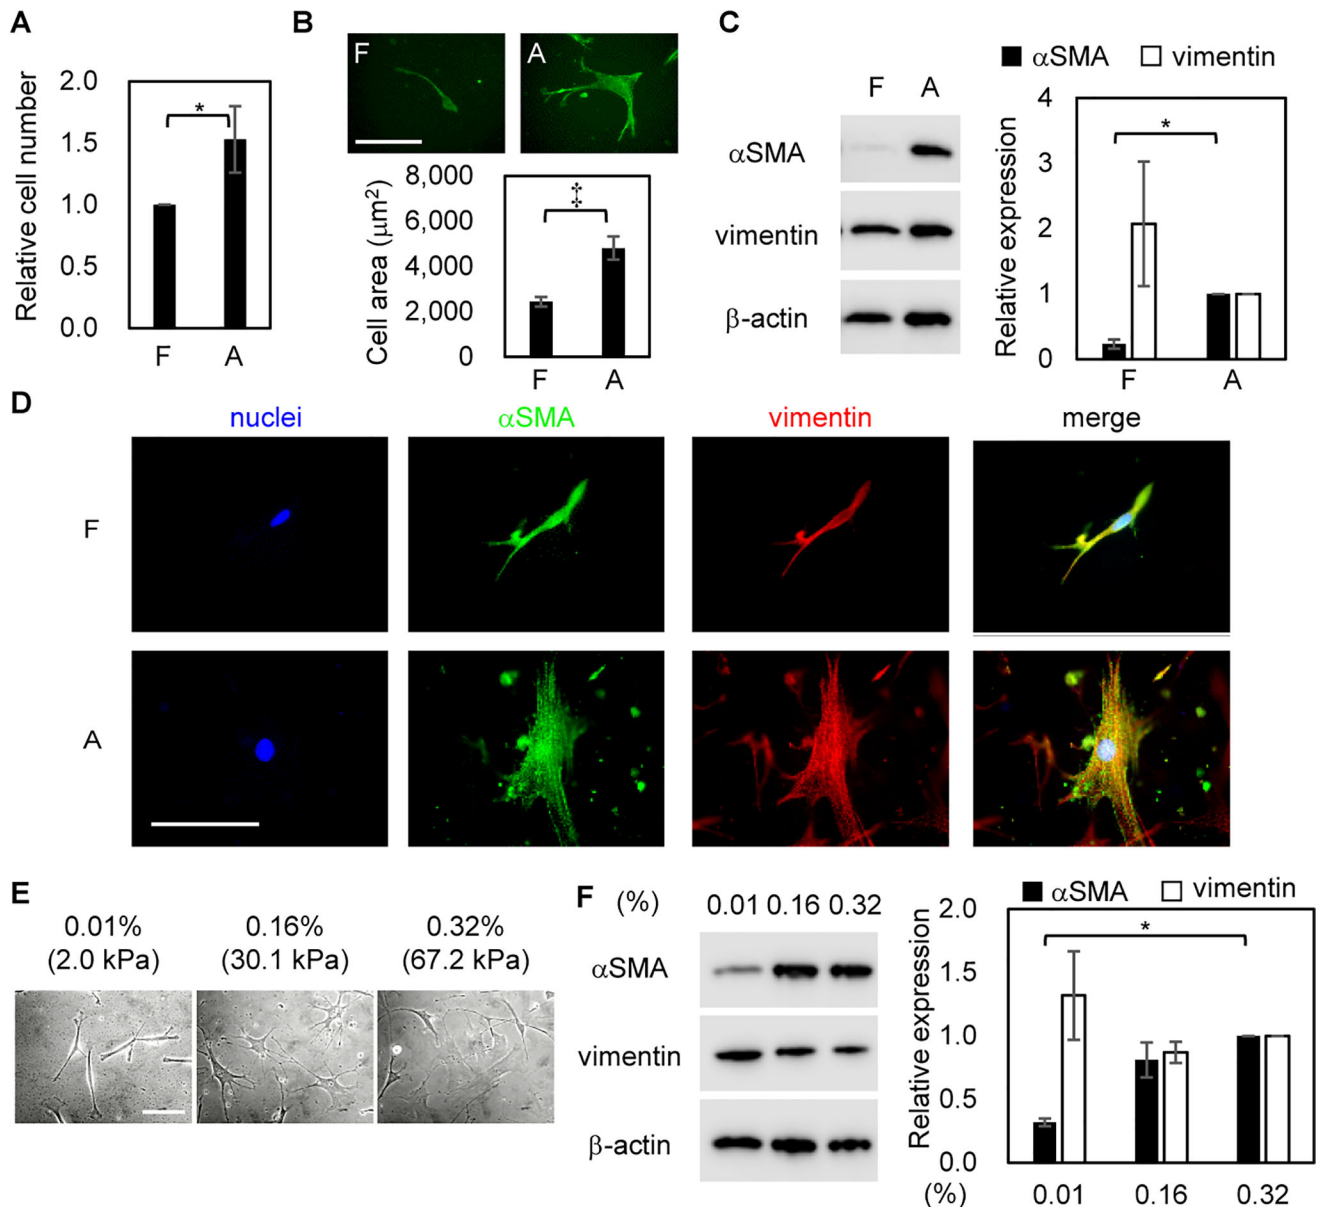 A
Relative cell number
2.0
1.5
1.0
0.5
0.0
*
F A
B
F A
Cell area (μm²)
8,000
6,000
4,000
2,000
0
‡
F A
C
F A
αSMA
vimentin
β-actin
αSMA vimentin
Relative expression
4
3
2
1
0
*
F A
D
nuclei αSMA vimentin merge
F
A
E
0.01% 0.16% 0.32%
(2.0 kPa) (30.1 kPa) (67.2 kPa)
F
(%) 0.01 0.16 0.32
αSMA
vimentin
β-actin
αSMA vimentin
Relative expression
2.0
1.5
1.0
0.5
0.0
*
(%) 0.01 0.16 0.32